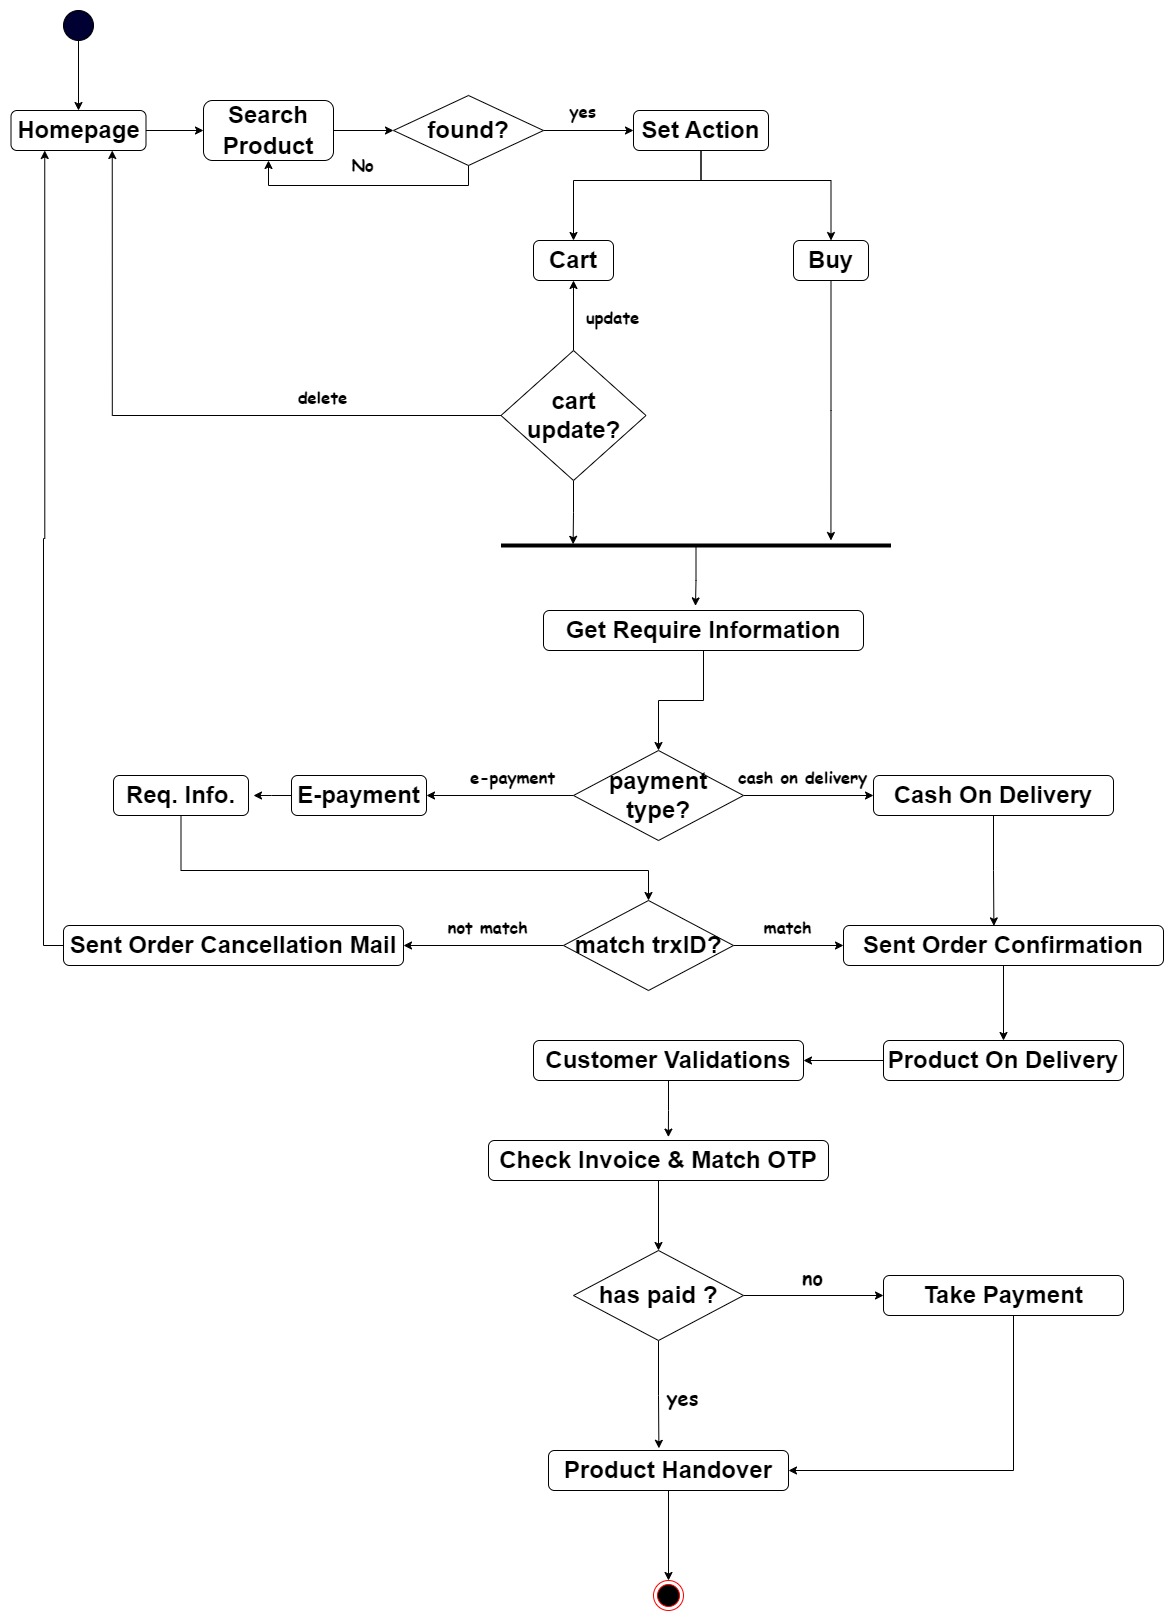 Homepage
Search
Product
found?
yes
Set Action
No
Cart
Buy
update
delete
cart
update?
Get Require Information
Req. Info.
E-payment
e-payment
payment
type?
cash on delivery
Cash On Delivery
Sent Order Cancellation Mail
not match
match trxID?
match
Sent Order Confirmation
Customer Validations
Product On Delivery
Check Invoice & Match OTP
has paid ?
no
Take Payment
yes
Product Handover